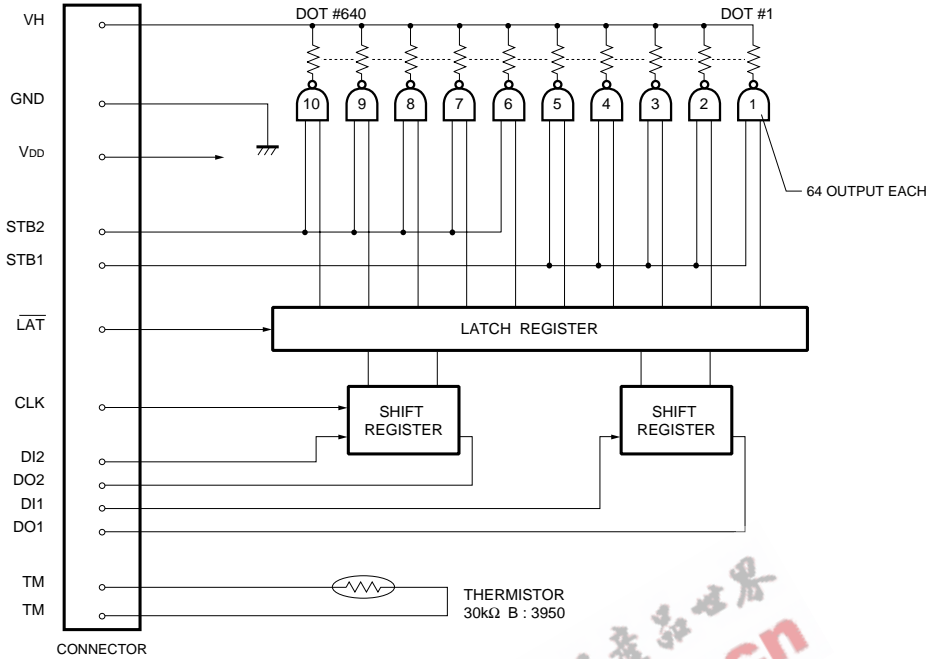 VH
DOT #640
DOT #1
GND
10
9
8
7
6
5
4
3
2
1
VDD
64 OUTPUT EACH
STB2
STB1
LAT
LATCH REGISTER
CLK
SHIFT
REGISTER
SHIFT
REGISTER
DI2
DO2
DI1
DO1
TM
THERMISTOR
30kΩ B : 3950
TM
CONNECTOR